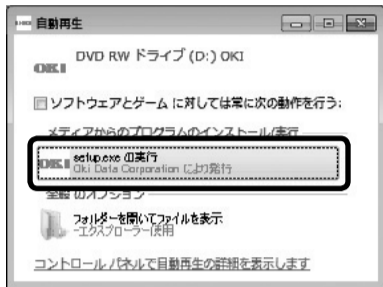 自動再生
DVD RW ドライブ (D:) OKI
OKI
ソフトウェアとゲーム に対しては常に次の動作を行う:
メディアからのプログラムのインストール/実行
OKI
setup.exe の実行
Oki Data Corporation により発行
全般 のオプション
フォルダーを開いてファイルを表示
-エクスプローラー使用
コントロール パネルで自動再生の詳細を表示します